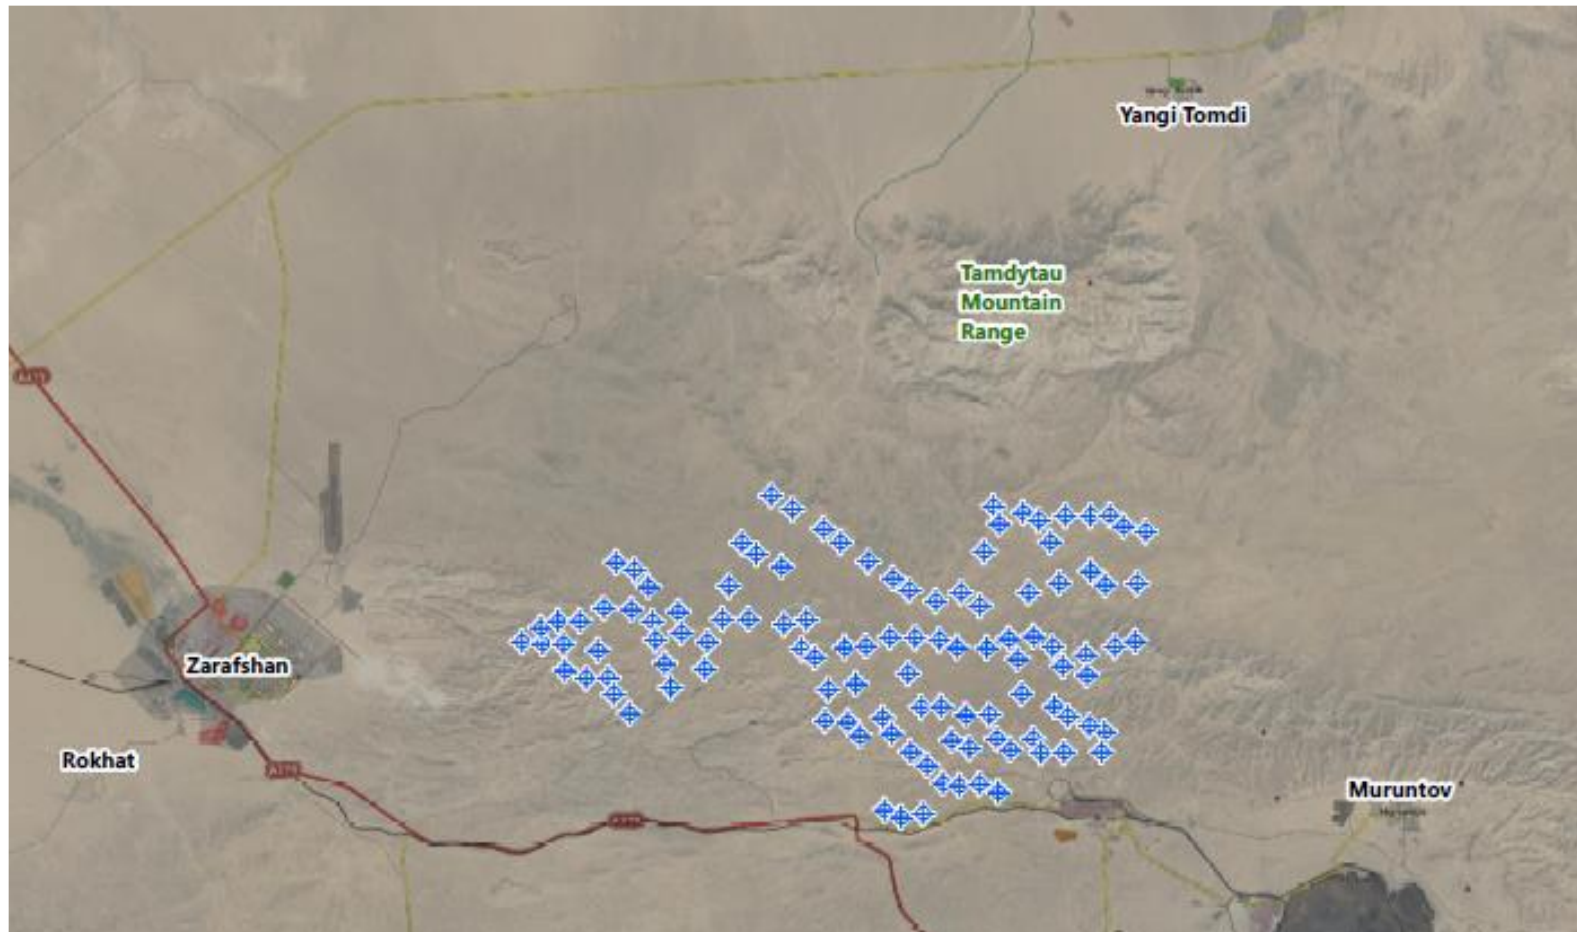 Yangi Tomdi
Tamdytau
Mountain
Range
Zarafshan
Rokhat
Muruntov